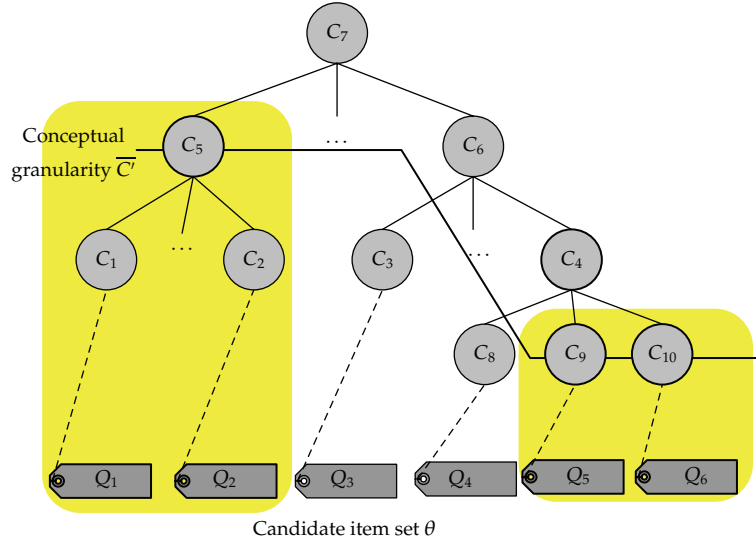 C7
Conceptual
granularity C̅′
C5
...
C6
C1
...
C2
C3
...
C4
C8
C9
C10
Q1
Q2
Q3
Q4
Q5
Q6
Candidate item set θ